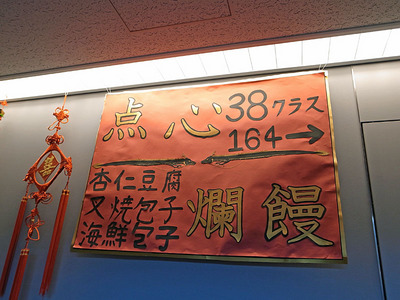 点心 38クラス
164→
杏仁豆腐
叉焼包子
海鮮包子
爛饅